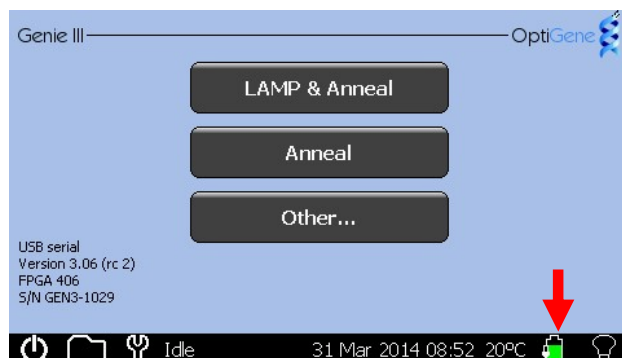 Genie III
OptiGene
LAMP & Anneal
Anneal
Other...
USB serial
Version 3.06 (rc 2)
FPGA 406
S/N GEN3-1029
Idle 31 Mar 2014 08:52 20ºC